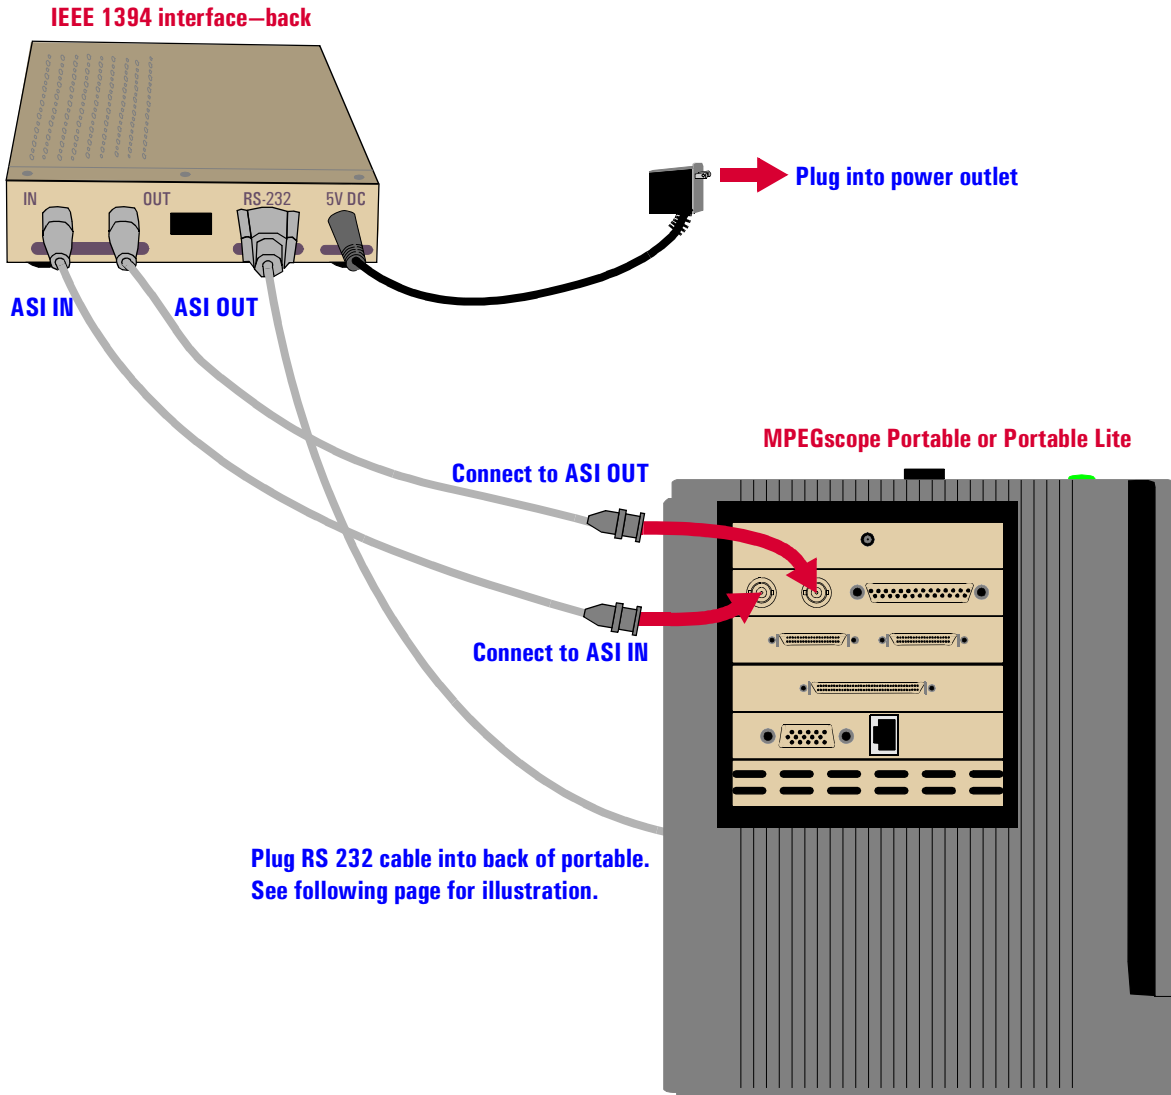 IEEE 1394 interface–back
Plug into power outlet
IN
OUT
RS-232
5V DC
ASI IN
ASI OUT
MPEGscope Portable or Portable Lite
Connect to ASI OUT
Connect to ASI IN
Plug RS 232 cable into back of portable.
See following page for illustration.